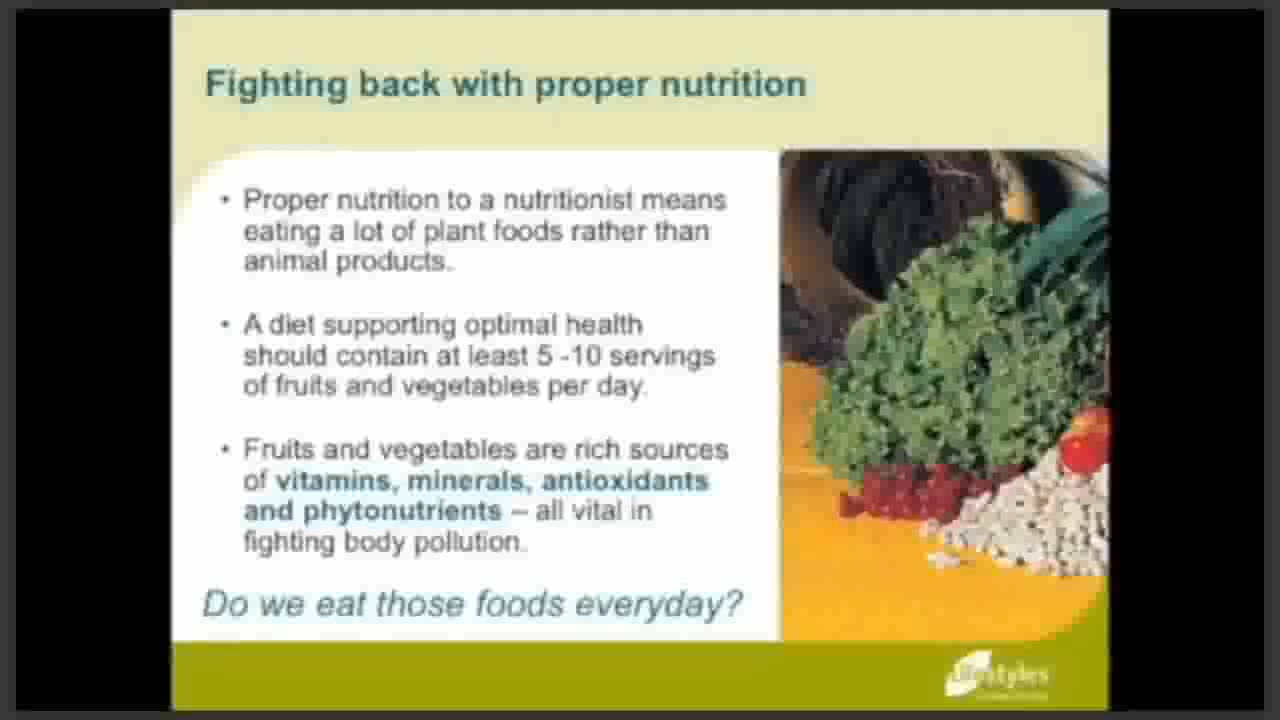 Fighting back with proper nutrition
• Proper nutrition to a nutritionist means
eating a lot of plant foods rather than
animal products.
• A diet supporting optimal health
should contain at least 5 -10 servings
of fruits and vegetables per day.
• Fruits and vegetables are rich sources
of vitamins, minerals, antioxidants
and phytonutrients – all vital in
fighting body pollution.
Do we eat those foods everyday?
lifestyles